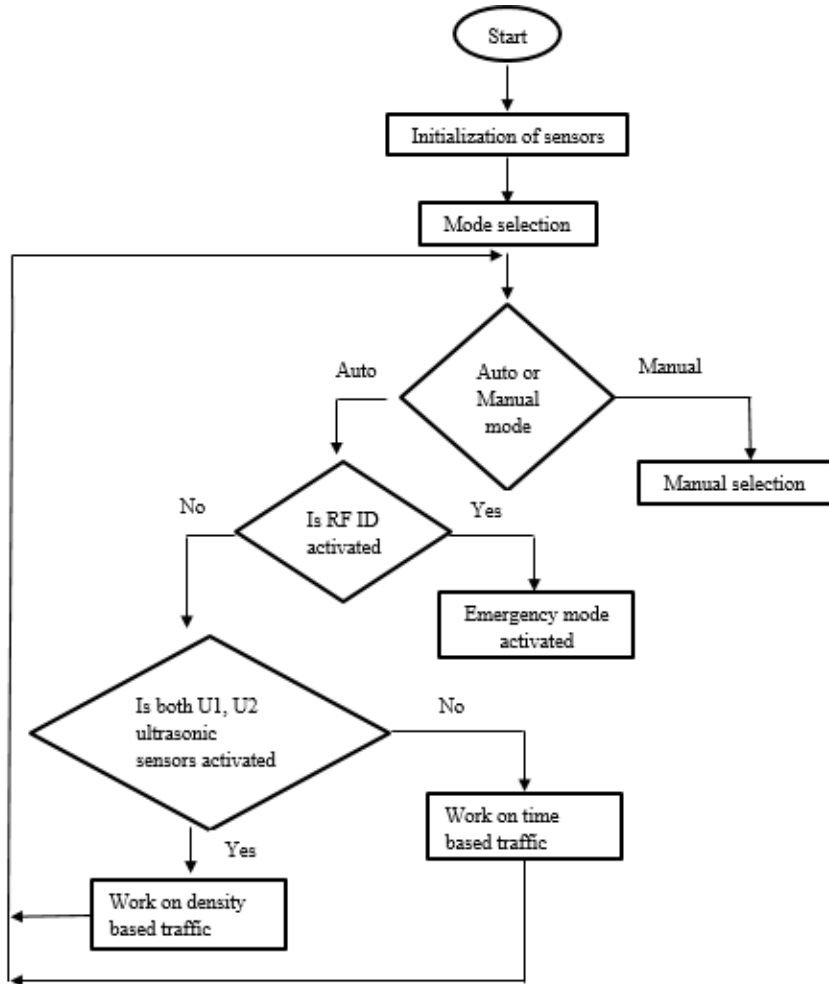 Start
Initialization of sensors
Mode selection
Auto
Manual
Auto or
Manual
mode
Manual selection
No
Yes
Is RF ID
activated
Emergency mode
activated
Is both U1, U2
ultrasonic
sensors activated
No
Work on time
based traffic
Yes
Work on density
based traffic